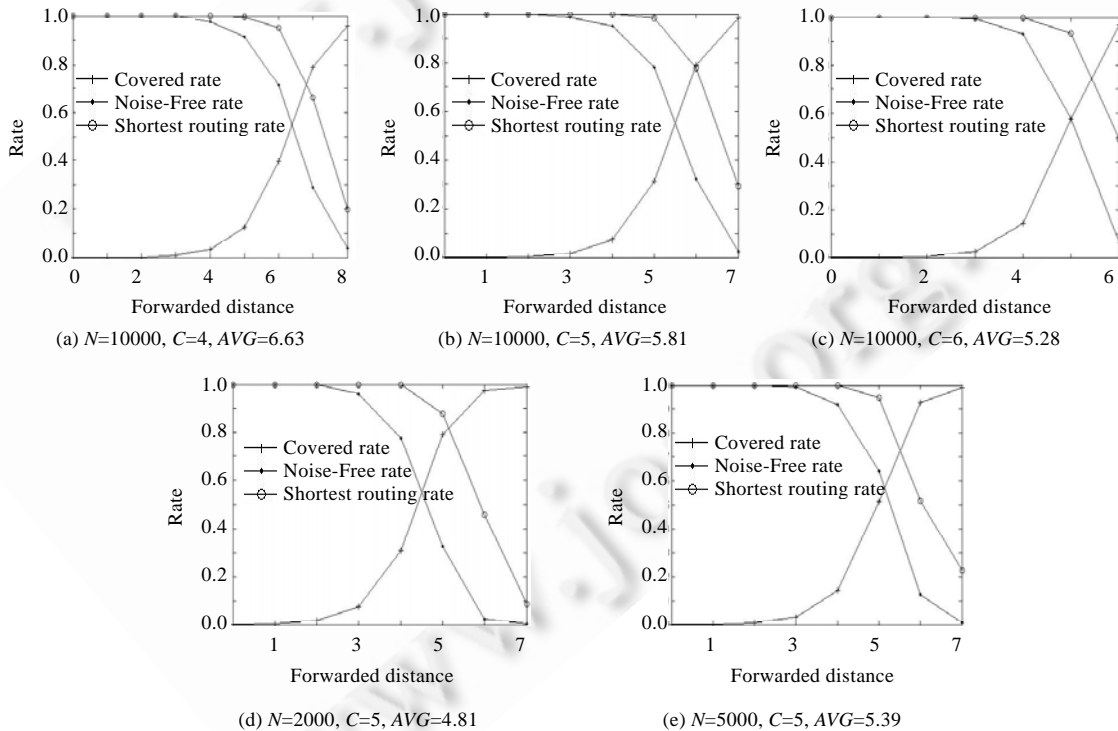 1.0
0.8
0.6
0.4
0.2
0.0
Rate
Covered rate
Noise-Free rate
Shortest routing rate
0 2 4 6 8
Forwarded distance
(a) N=10000, C=4, AVG=6.63
1.0
0.8
0.6
0.4
0.2
0.0
Rate
Covered rate
Noise-Free rate
Shortest routing rate
1 3 5 7
Forwarded distance
(b) N=10000, C=5, AVG=5.81
1.0
0.8
0.6
0.4
0.2
0.0
Rate
Covered rate
Noise-Free rate
Shortest routing rate
0 2 4 6
Forwarded distance
(c) N=10000, C=6, AVG=5.28
1.0
0.8
0.6
0.4
0.2
0.0
Rate
Covered rate
Noise-Free rate
Shortest routing rate
1 3 5 7
Forwarded distance
(d) N=2000, C=5, AVG=4.81
1.0
0.8
0.6
0.4
0.2
0.0
Rate
Covered rate
Noise-Free rate
Shortest routing rate
1 3 5 7
Forwarded distance
(e) N=5000, C=5, AVG=5.39